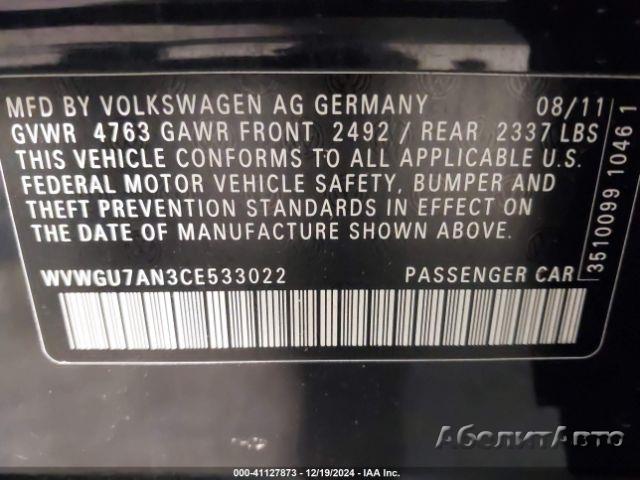 MFD BY VOLKSWAGEN AG GERMANY 08/11
GVWR 4763 GAWR FRONT 2492 / REAR 2337 LBS
THIS VEHICLE CONFORMS TO ALL APPLICABLE U.S.
FEDERAL MOTOR VEHICLE SAFETY, BUMPER AND
THEFT PREVENTION STANDARDS IN EFFECT ON
THE DATE OF MANUFACTURE SHOWN ABOVE.
WVWGU7AN3CE533022 PASSENGER CAR
3510099 1046 1
АбелитАвто
000-41127873 - 12/19/2024 - IAA Inc.